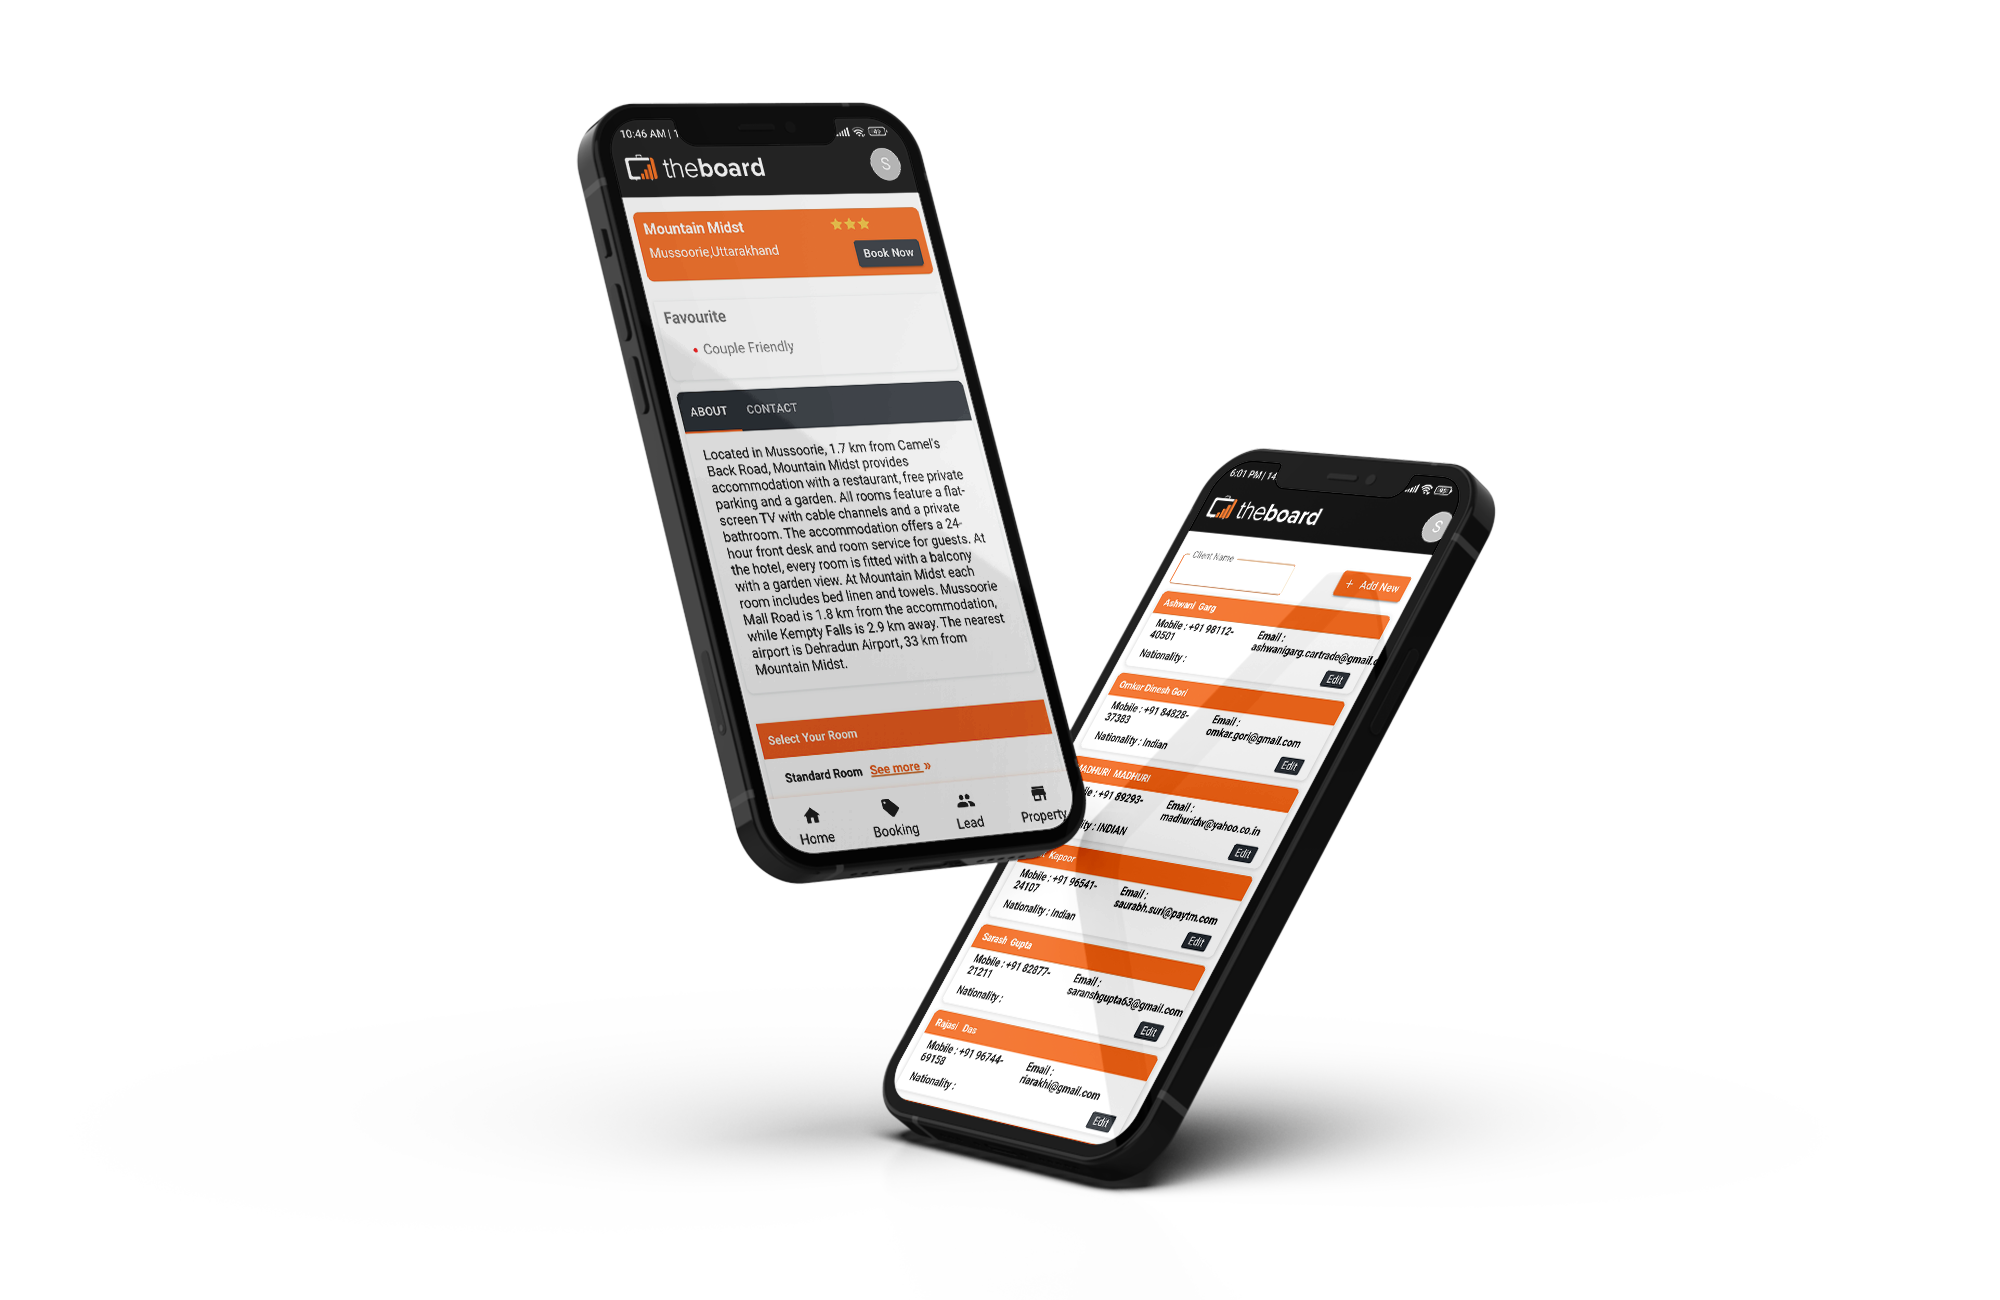 10:46 AM | 1
49
theboard
S
Mountain Midst
Mussoorie,Uttarakhand
Book Now
Favourite
Couple Friendly
ABOUT CONTACT
Located in Mussoorie, 1.7 km from Camel's
Back Road, Mountain Midst provides
accommodation with a restaurant, free private
parking and a garden. All rooms feature a flat-
screen TV with cable channels and a private
bathroom. The accommodation offers a 24-
hour front desk and room service for guests. At
the hotel, every room is fitted with a balcony
with a garden view. At Mountain Midst each
room includes bed linen and towels. Mussoorie
Mall Road is 1.8 km from the accommodation,
while Kempty Falls is 2.9 km away. The nearest
airport is Dehradun Airport, 33 km from
Mountain Midst.
Select Your Room
Standard Room See more »
Home Booking Lead Property
6:01 PM | 14
theboard
S
Client Name
+ Add New
Ashwani Garg
Mobile : +91 98112-
40501
Email :
ashwanigarg.cartrade@gmail.c
Nationality :
Edit
Omkar Dinesh Gori
Mobile : +91 84828-
37383
Email :
omkar.gori@gmail.com
Nationality : Indian
Edit
MADHURI MADHURI
ile : +91 89293-
Email :
madhuridw@yahoo.co.in
ity : INDIAN
Edit
Kapoor
Mobile : +91 96541-
24107
Email :
saurabh.suri@paytm.com
Nationality : Indian
Edit
Sarash Gupta
Mobile : +91 82877-
21211
Email :
saranshgupta63@gmail.com
Nationality :
Edit
Rajasi Das
Mobile : +91 96744-
69158
Email :
riarakhi@gmail.com
Nationality :
Edit